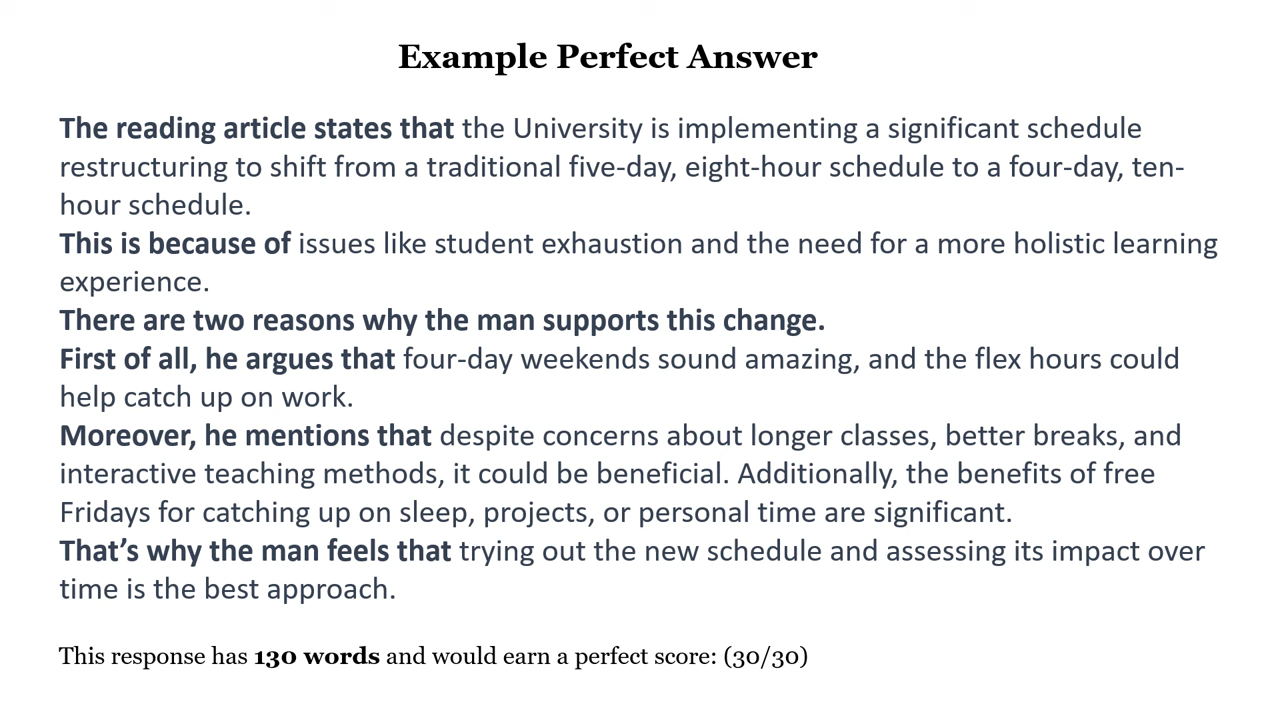 Example Perfect Answer
The reading article states that the University is implementing a significant schedule
restructuring to shift from a traditional five-day, eight-hour schedule to a four-day, ten-
hour schedule.
This is because of issues like student exhaustion and the need for a more holistic learning
experience.
There are two reasons why the man supports this change.
First of all, he argues that four-day weekends sound amazing, and the flex hours could
help catch up on work.
Moreover, he mentions that despite concerns about longer classes, better breaks, and
interactive teaching methods, it could be beneficial. Additionally, the benefits of free
Fridays for catching up on sleep, projects, or personal time are significant.
That’s why the man feels that trying out the new schedule and assessing its impact over
time is the best approach.
This response has 130 words and would earn a perfect score: (30/30)